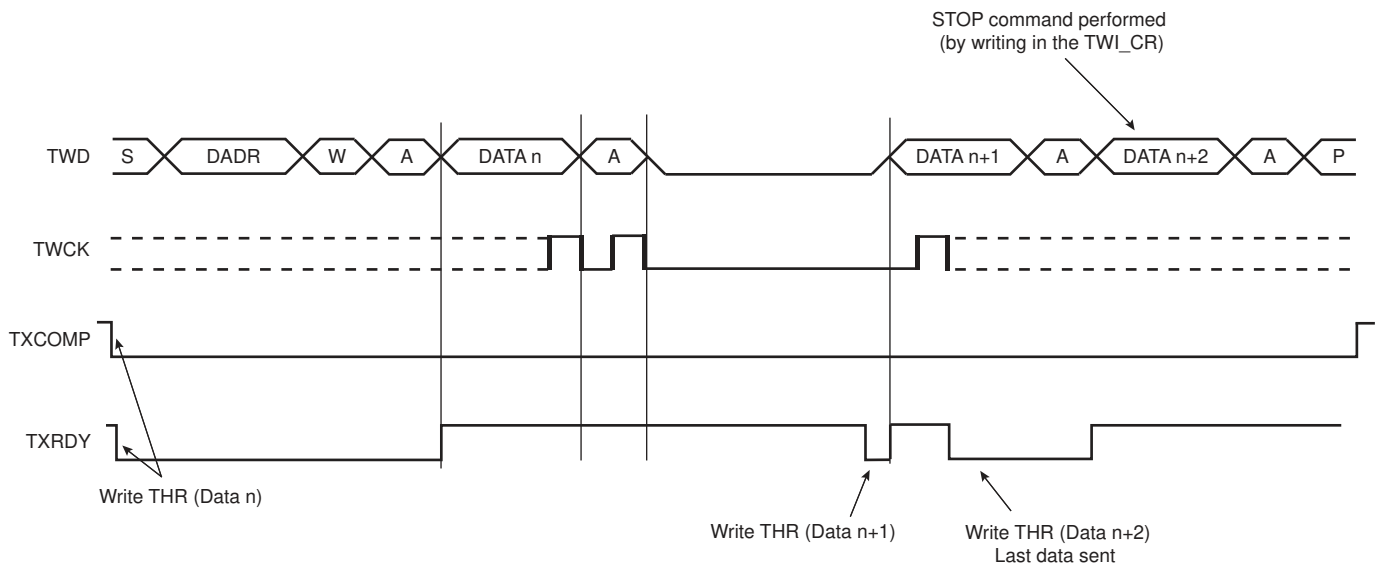 STOP command performed
(by writing in the TWI_CR)
TWD S DADR W A DATA n A DATA n+1 A DATA n+2 A P
TWCK
TXCOMP
TXRDY
Write THR (Data n)
Write THR (Data n+1) Write THR (Data n+2)
Last data sent